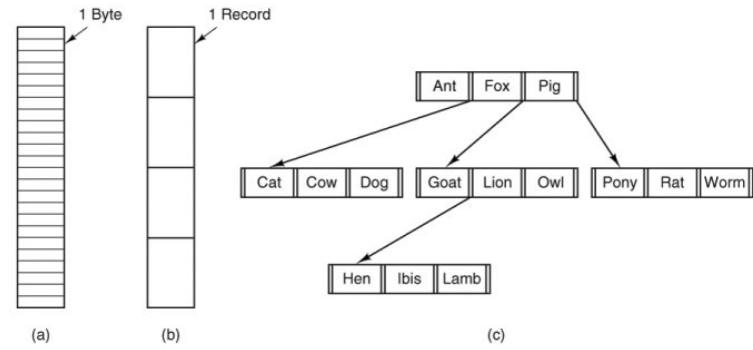 1 Byte
1 Record
Ant Fox Pig
Cat Cow Dog
Goat Lion Owl
Pony Rat Worm
Hen Ibis Lamb
(a)
(b)
(c)